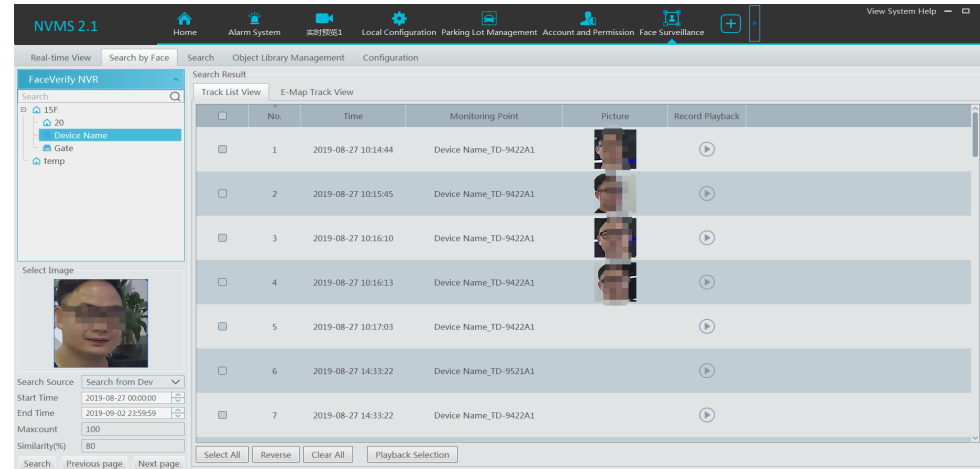 NVMS 2.1
Home
Alarm System
实时预览1
Local Configuration
Parking Lot Management
Account and Permission
Face Surveillance
View System Help
Real-time View
Search by Face
Search
Object Library Management
Configuration
FaceVerify NVR
Search
15F
20
Device Name
Gate
temp
Select Image
Search Source Search from Dev
Start Time 2019-08-27 00:00:00
End Time 2019-09-02 23:59:59
Maxcount 100
Similarity(%) 80
Search Previous page Next page
Search Result
Track List View E-Map Track View
No. Time Monitoring Point Picture Record Playback
1 2019-08-27 10:14:44 Device Name_TD-9422A1
2 2019-08-27 10:15:45 Device Name_TD-9422A1
3 2019-08-27 10:16:10 Device Name_TD-9422A1
4 2019-08-27 10:16:13 Device Name_TD-9422A1
5 2019-08-27 10:17:03 Device Name_TD-9422A1
6 2019-08-27 14:33:22 Device Name_TD-9521A1
7 2019-08-27 14:33:22 Device Name_TD-9422A1
Select All Reverse Clear All Playback Selection